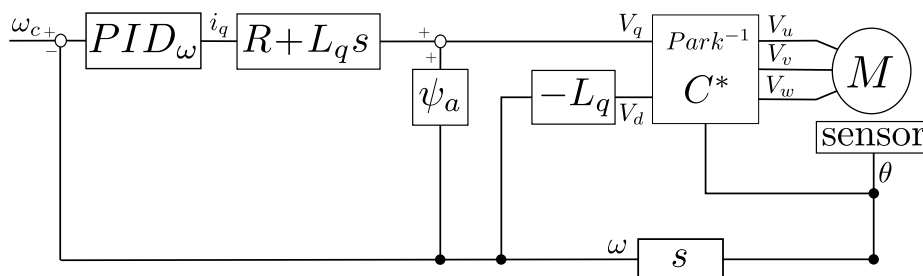 ω_c + −
PID_ω
i_q
R+L_q s
+ +
ψ_a
V_q
−L_q
V_d
Park⁻¹
C*
V_u
V_v
V_w
M
sensor
θ
ω
s